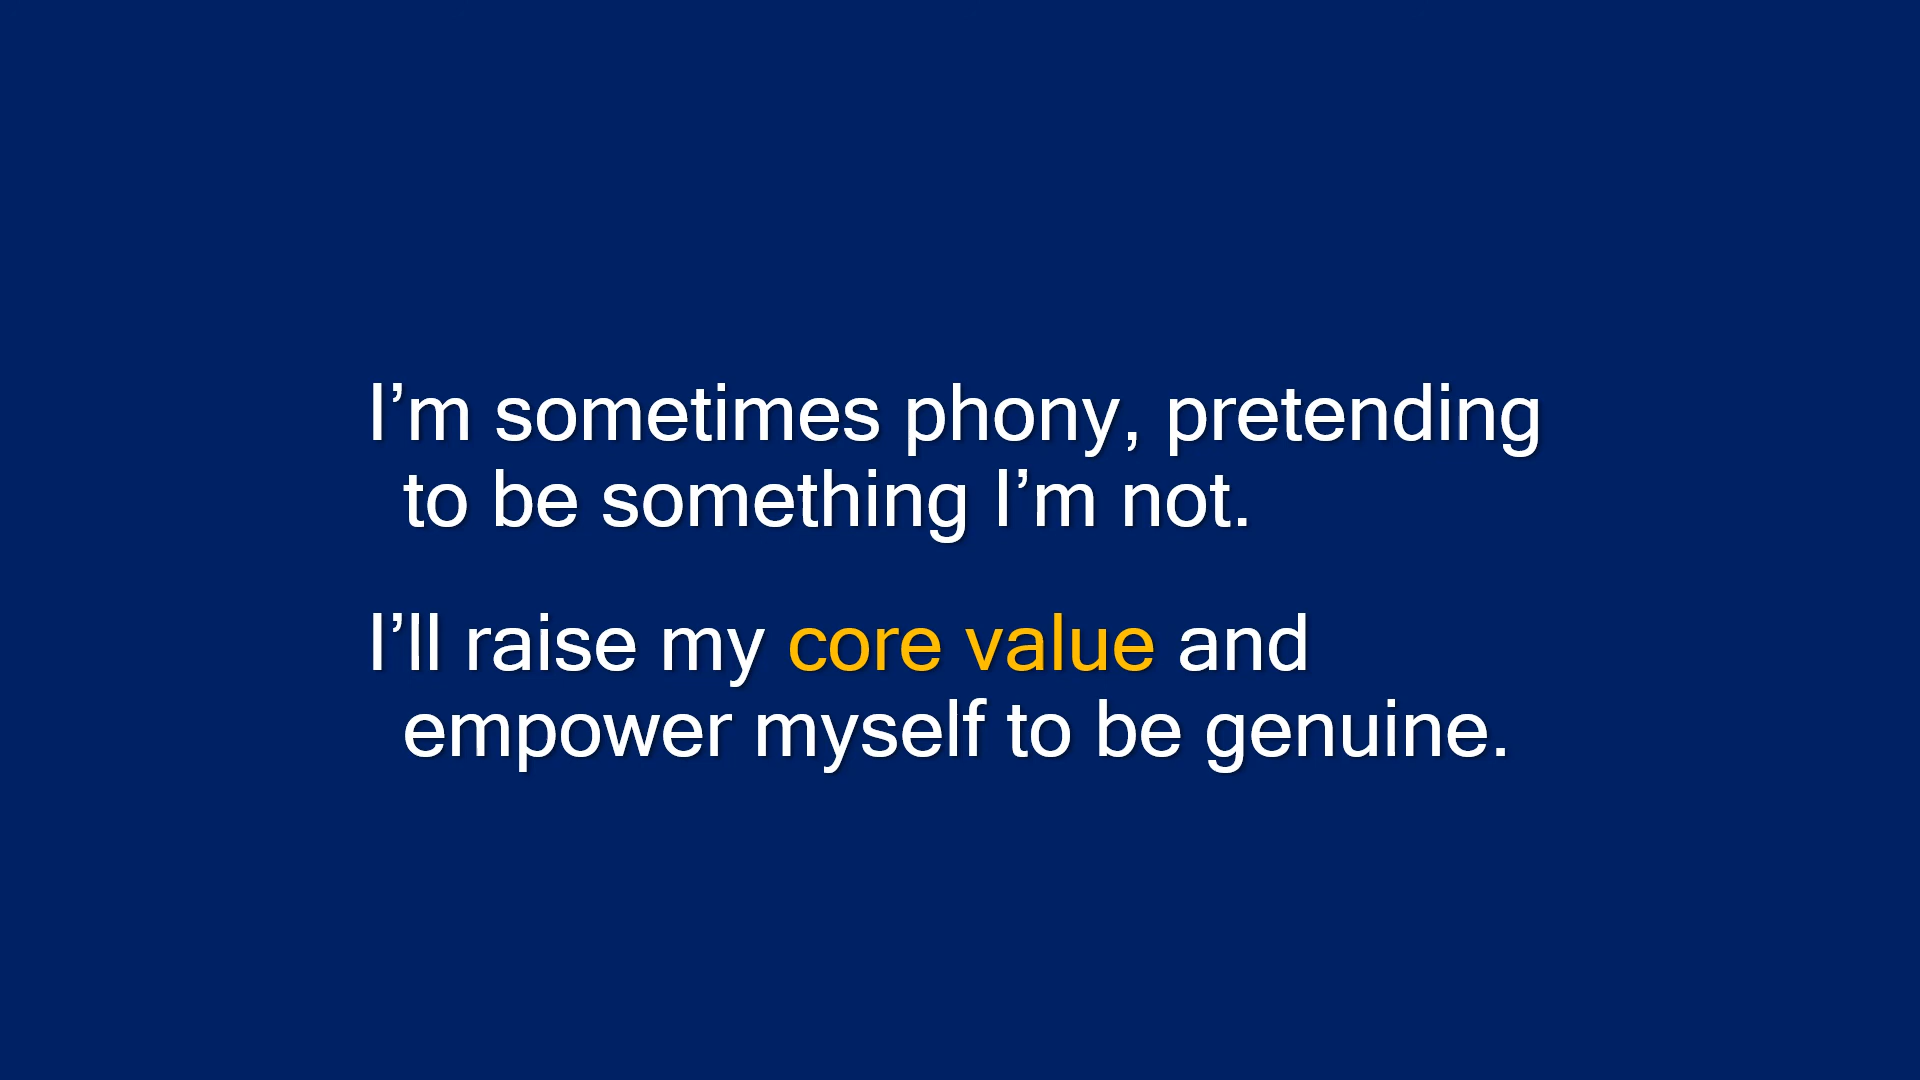 I’m sometimes phony, pretending
to be something I’m not.
I’ll raise my core value and
empower myself to be genuine.